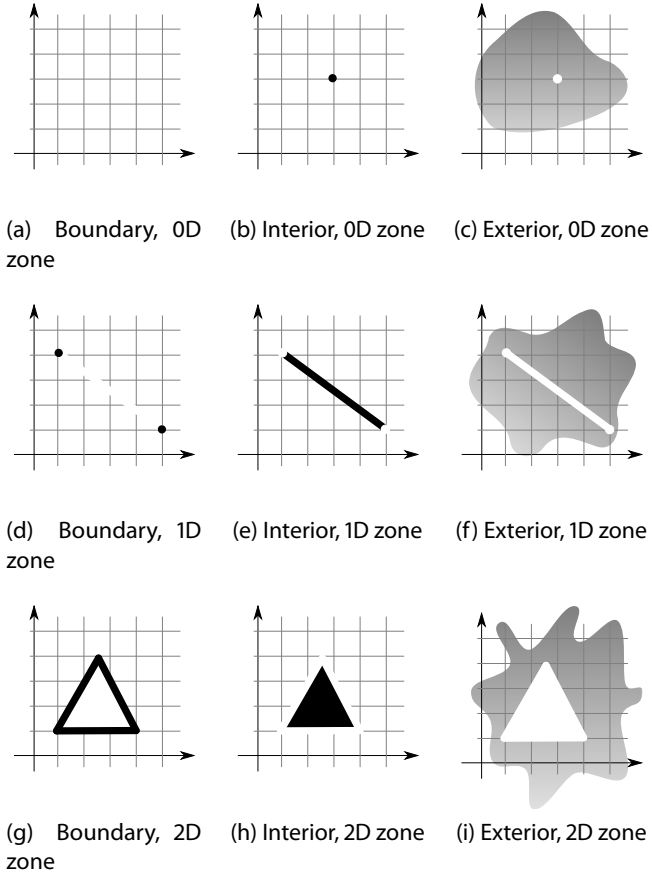 (a) Boundary, 0D
zone
(b) Interior, 0D zone
(c) Exterior, 0D zone
(d) Boundary, 1D
zone
(e) Interior, 1D zone
(f) Exterior, 1D zone
(g) Boundary, 2D
zone
(h) Interior, 2D zone
(i) Exterior, 2D zone